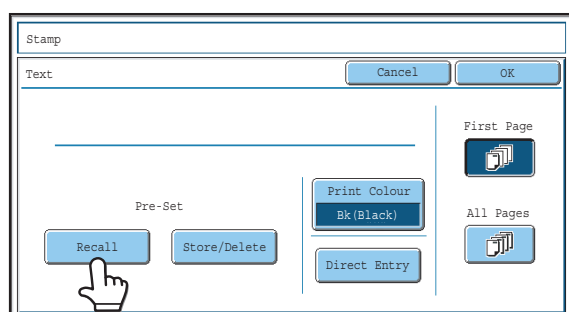 Stamp
Text
Cancel
OK
First Page
Pre-Set
Print Colour
Bk(Black)
All Pages
Recall
Store/Delete
Direct Entry